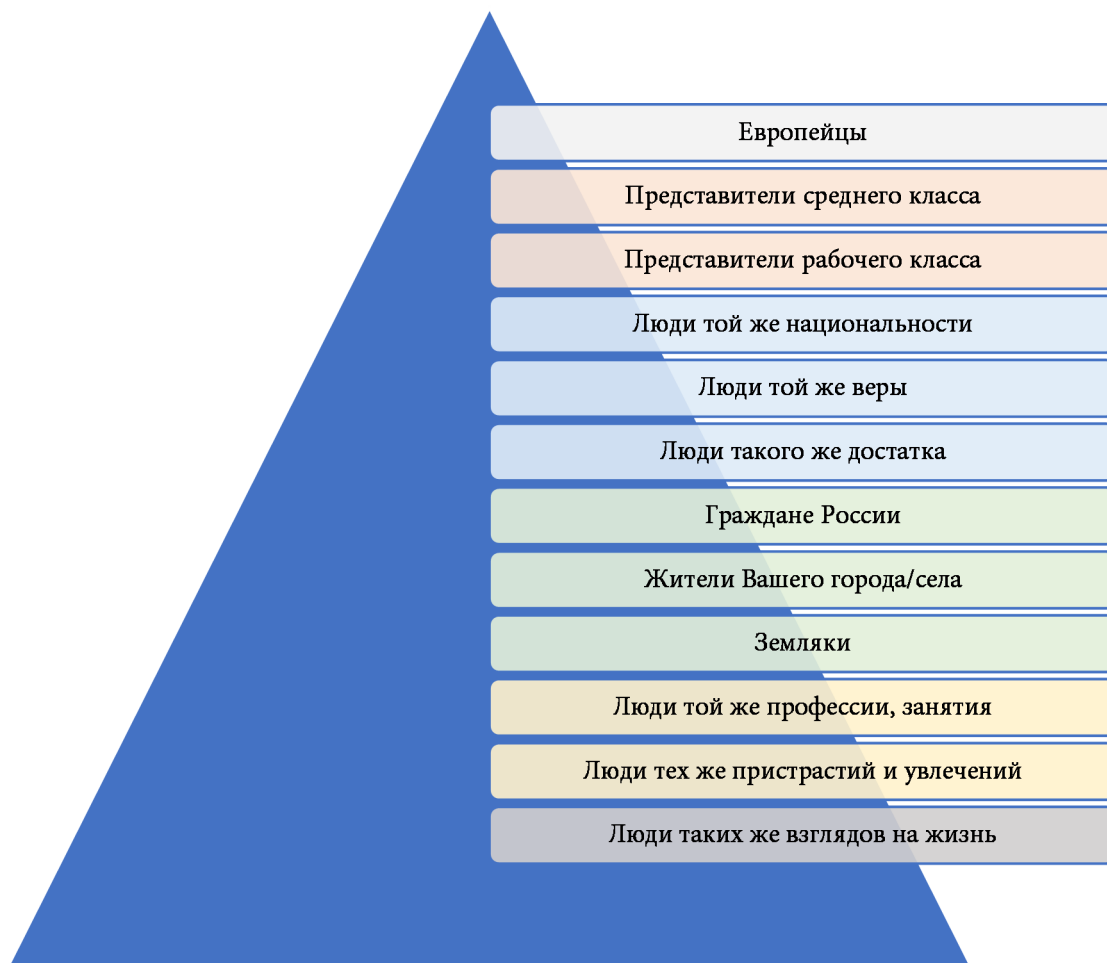 Европейцы
Представители среднего класса
Представители рабочего класса
Люди той же национальности
Люди той же веры
Люди такого же достатка
Граждане России
Жители Вашего города/села
Земляки
Люди той же профессии, занятия
Люди тех же пристрастий и увлечений
Люди таких же взглядов на жизнь